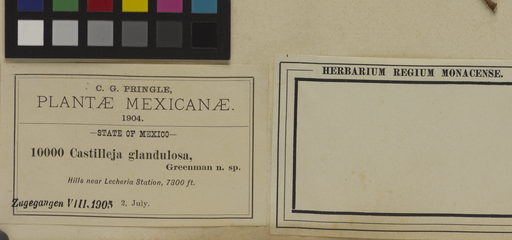 C. G. PRINGLE,
PLANTÆ MEXICANÆ.
1904.
—STATE OF MEXICO—
10000 Castilleja glandulosa,
Greenman n. sp.
Hills near Lecheria Station, 7300 ft.
Zugegangen VIII. 1905 2, July.
HERBARIUM REGIUM MONACENSE.